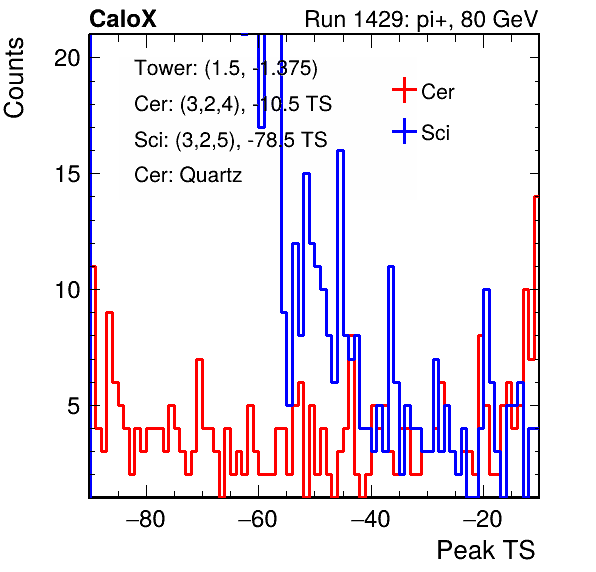 CaloX Run 1429: pi+, 80 GeV
Counts
Tower: (1.5, -1.375)
Cer: (3,2,4), -10.5 TS
Sci: (3,2,5), -78.5 TS
Cer: Quartz
Cer
Sci
20
15
10
5
−80 −60 −40 −20
Peak TS